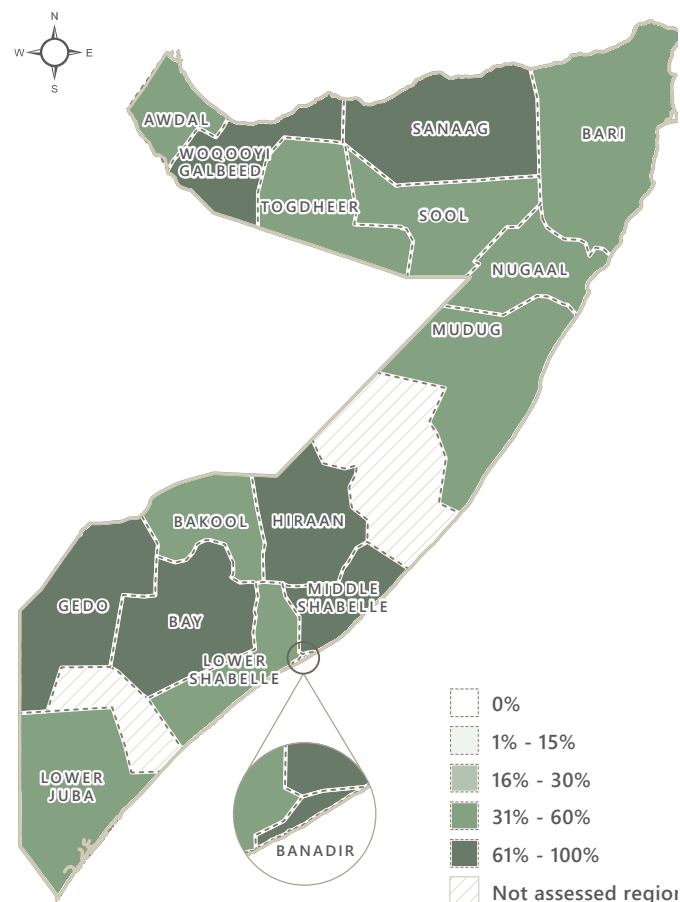 N
W E
S
AWDAL
WOQOOYI
GALBEED
SANAAG
BARI
TOGDHEER
SOOL
NUGAAL
MUDUG
BAKOOL
HIRAAN
MIDDLE
SHABELLE
GEDO
BAY
LOWER
SHABELLE
LOWER
JUBA
BANADIR
0%
1% - 15%
16% - 30%
31% - 60%
61% - 100%
Not assessed region